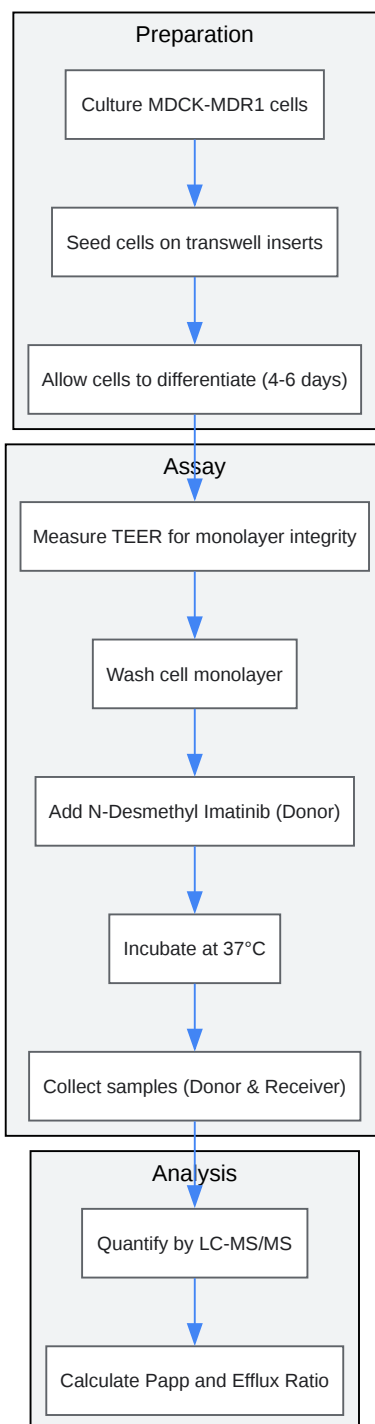 Preparation
Culture MDCK-MDR1 cells
Seed cells on transwell inserts
Allow cells to differentiate (4-6 days)
Assay
Measure TEER for monolayer integrity
Wash cell monolayer
Add N-Desmethyl Imatinib (Donor)
Incubate at 37°C
Collect samples (Donor & Receiver)
Analysis
Quantify by LC-MS/MS
Calculate Papp and Efflux Ratio